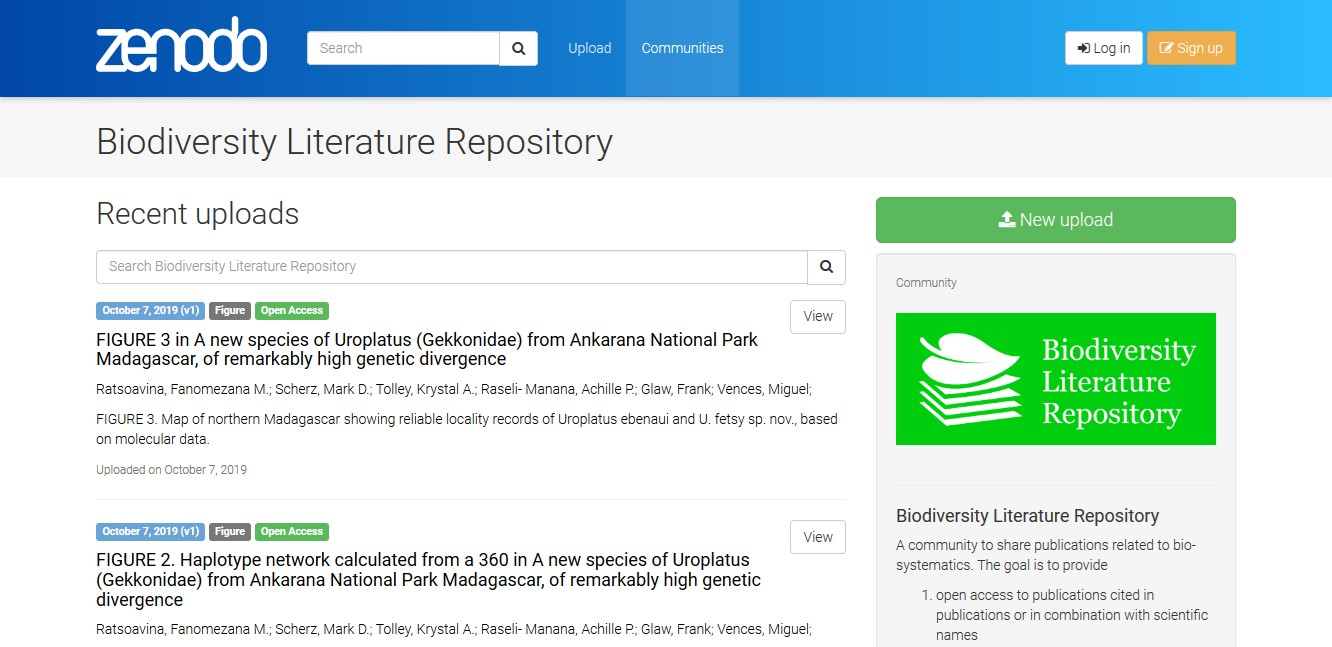 zenodo
Search
Upload
Communities
Log in
Sign up
Biodiversity Literature Repository
Recent uploads
New upload
Search Biodiversity Literature Repository
October 7, 2019 (v1) Figure Open Access
View
FIGURE 3 in A new species of Uroplatus (Gekkonidae) from Ankarana National Park
Madagascar, of remarkably high genetic divergence
Ratsoavina, Fanomezana M.; Scherz, Mark D.; Tolley, Krystal A.; Raseli- Manana, Achille P.; Glaw, Frank; Vences, Miguel;
FIGURE 3. Map of northern Madagascar showing reliable locality records of Uroplatus ebenaui and U. fetsy sp. nov., based
on molecular data.
Uploaded on October 7, 2019
October 7, 2019 (v1) Figure Open Access
View
FIGURE 2. Haplotype network calculated from a 360 in A new species of Uroplatus
(Gekkonidae) from Ankarana National Park Madagascar, of remarkably high genetic
divergence
Ratsoavina, Fanomezana M.; Scherz, Mark D.; Tolley, Krystal A.; Raseli- Manana, Achille P.; Glaw, Frank; Vences, Miguel;
Community
Biodiversity
Literature
Repository
Biodiversity Literature Repository
A community to share publications related to bio-
systematics. The goal is to provide
1. open access to publications cited in
publications or in combination with scientific
names